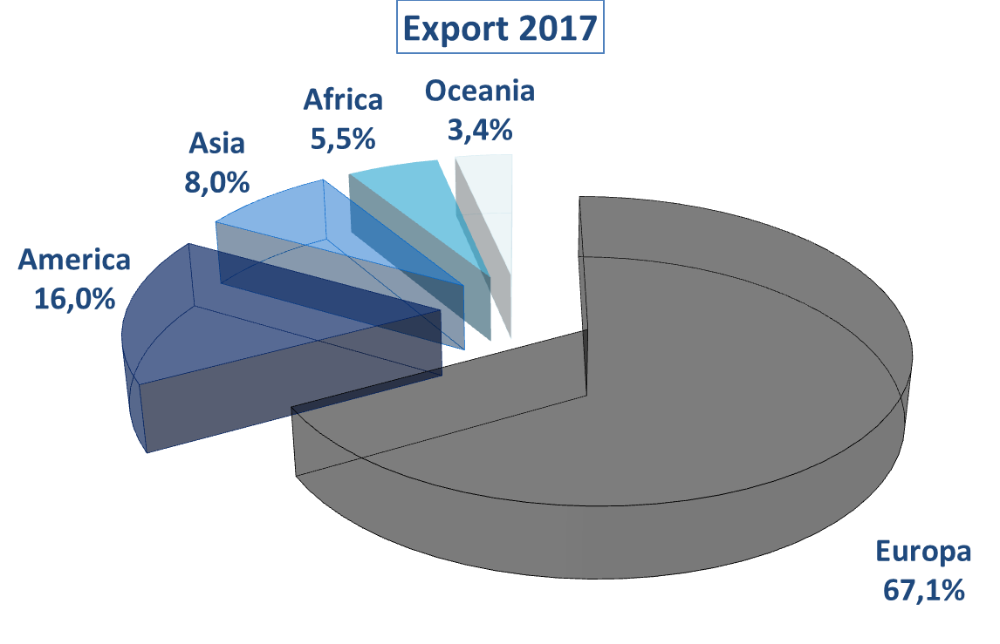 Export 2017
Oceania
3,4%
Africa
5,5%
Asia
8,0%
America
16,0%
Europa
67,1%